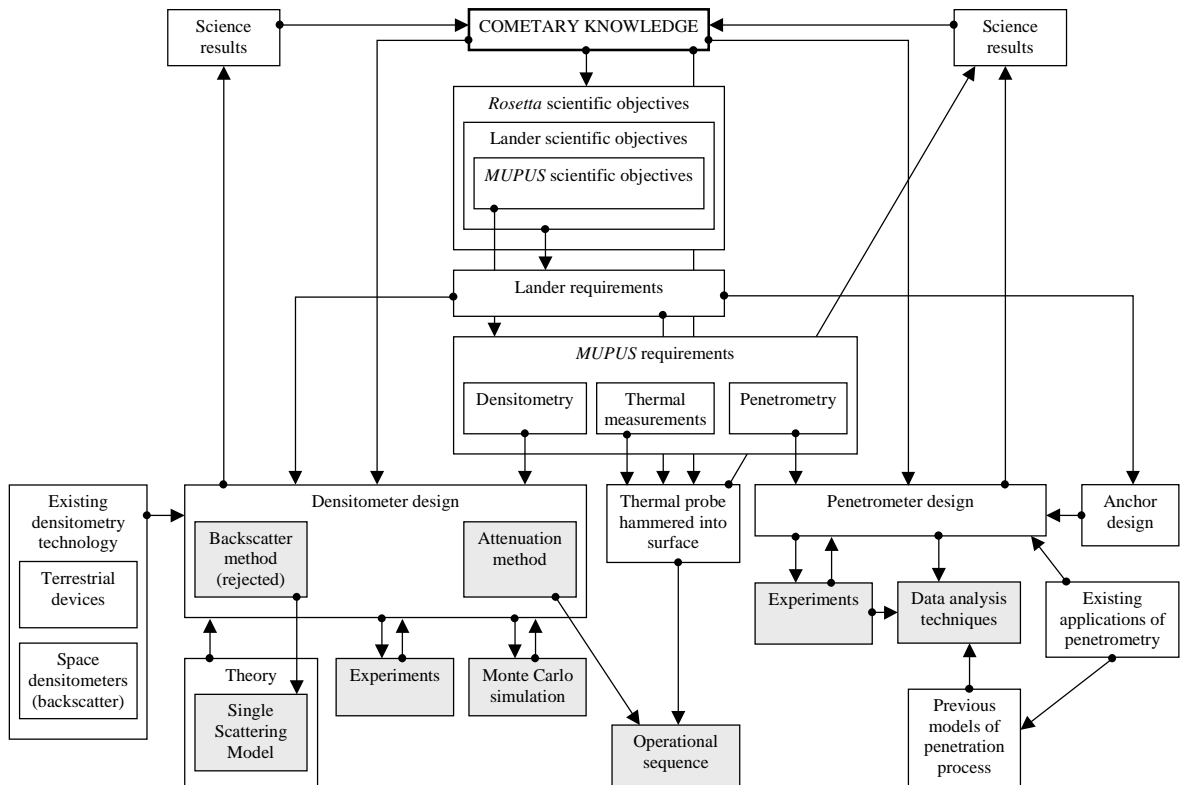 Science
results
COMETARY KNOWLEDGE
Science
results
Rosetta scientific objectives
Lander scientific objectives
MUPUS scientific objectives
Lander requirements
MUPUS requirements
Densitometry
Thermal
measurements
Penetrometry
Existing
densitometry
technology
Terrestrial
devices
Space
densitometers
(backscatter)
Densitometer design
Backscatter
method
(rejected)
Attenuation
method
Thermal probe
hammered into
surface
Penetrometer design
Anchor
design
Experiments
Data analysis
techniques
Existing
applications of
penetrometry
Theory
Single
Scattering
Model
Experiments
Monte Carlo
simulation
Operational
sequence
Previous
models of
penetration
process